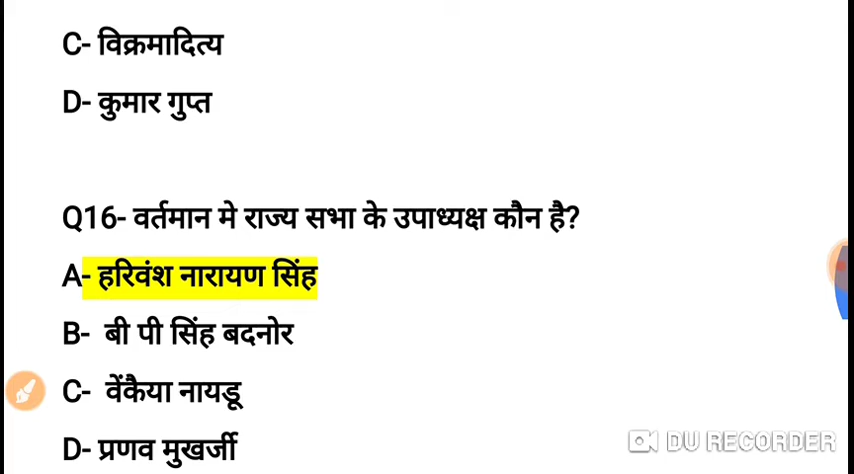 C- विक्रमादित्य
D- कुमार गुप्त
Q16- वर्तमान मे राज्य सभा के उपाध्यक्ष कौन है?
A- हरिवंश नारायण सिंह
B- बी पी सिंह बदनोर
C- वेंकैया नायडू
D- प्रणव मुखर्जी
DU RECORDER